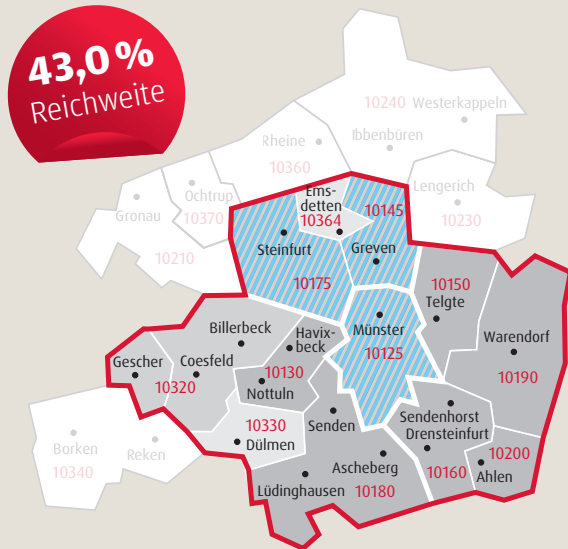 43,0 %
Reichweite
10240
Westerkappeln
Ibbenbüren
Rheine
10360
Lengerich
10230
Ochtrup
10370
Gronau
10210
Ems-
detten
10364
10145
Steinfurt
Greven
10175
10150
Telgte
Münster
10125
Warendorf
10190
Billerbeck
Havix-
beck
Gescher
Coesfeld
10320
10130
Nottuln
10330
Dülmen
Senden
Sendenhorst
Drensteinfurt
10160
10200
Ahlen
Ascheberg
Lüdinghausen
10180
Borken
10340
Reken